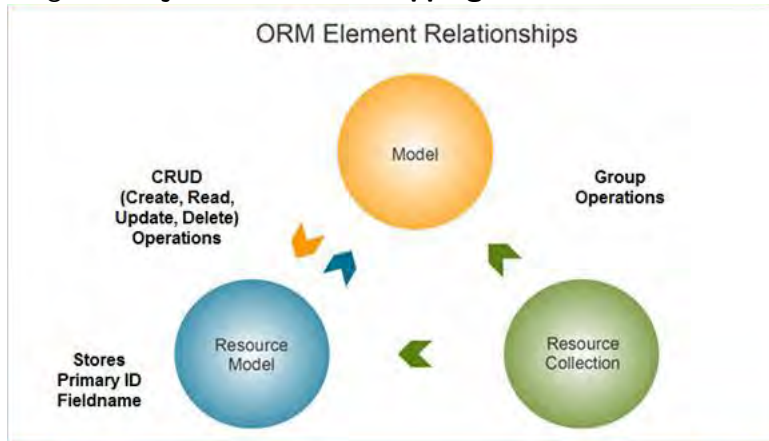 ORM Element Relationships
Model
CRUD
(Create, Read,
Update, Delete)
Operations
Group
Operations
Resource
Model
Resource
Collection
Stores
Primary ID
Fieldname